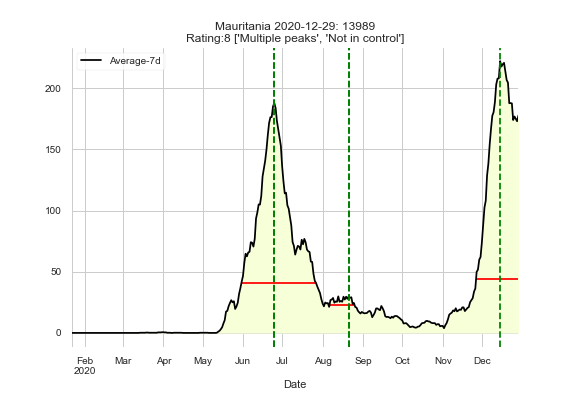 Mauritania 2020-12-29: 13989
Rating:8 ['Multiple peaks', 'Not in control']
Average-7d
200
150
100
50
0
Feb Mar Apr May Jun Jul Aug Sep Oct Nov Dec
2020
Date